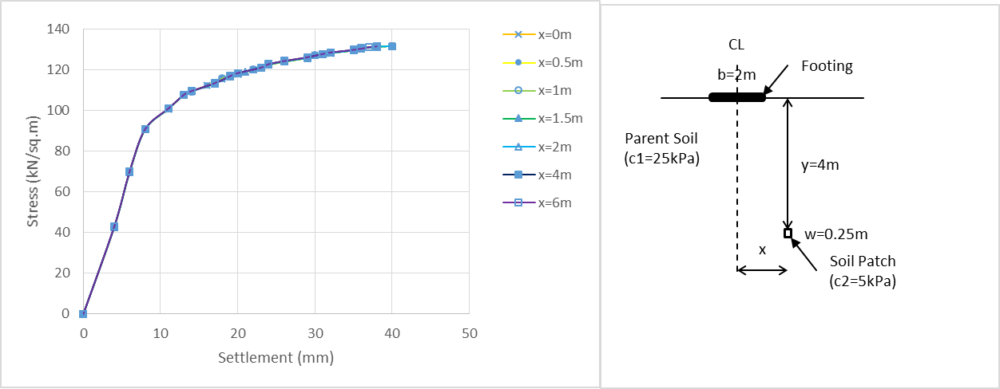 140
120
100
80
60
40
20
0
Stress (kN/sq.m)
0 10 20 30 40 50
Settlement (mm)
x=0m
x=0.5m
x=1m
x=1.5m
x=2m
x=4m
x=6m
CL
b=2m
Footing
Parent Soil
(c1=25kPa)
y=4m
w=0.25m
x
Soil Patch
(c2=5kPa)